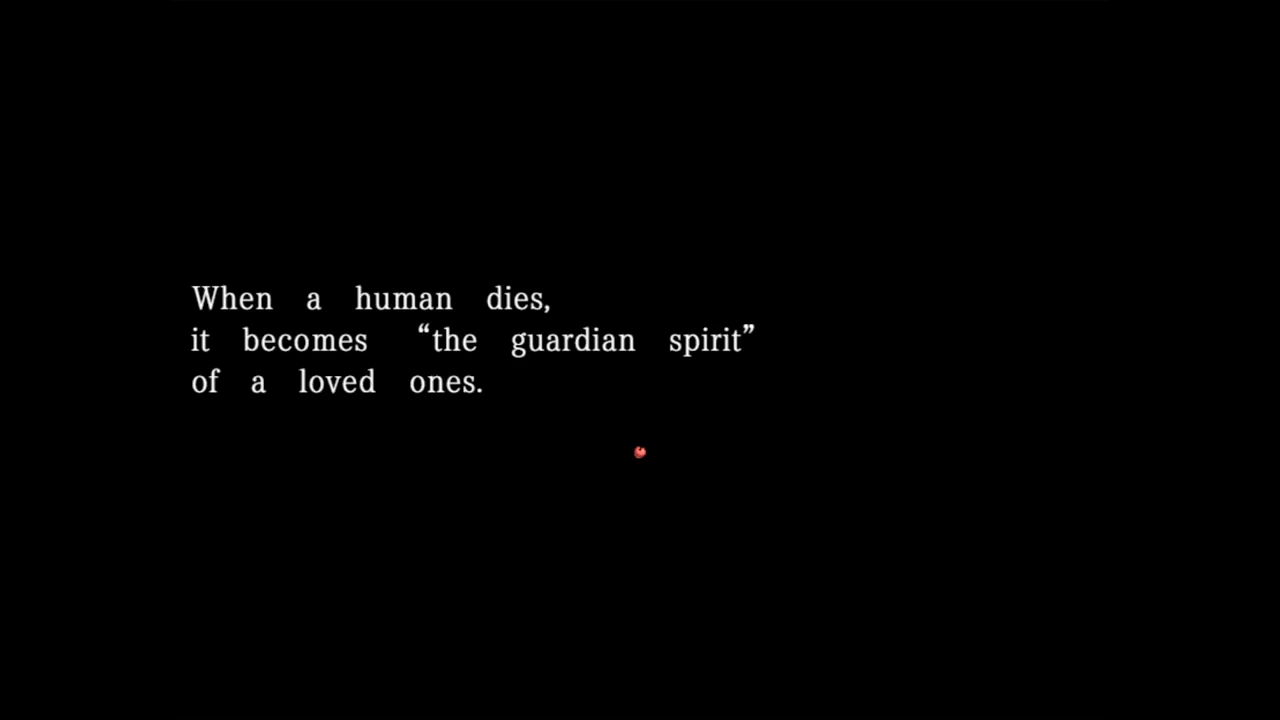 When a human dies,
it becomes “the guardian spirit”
of a loved ones.